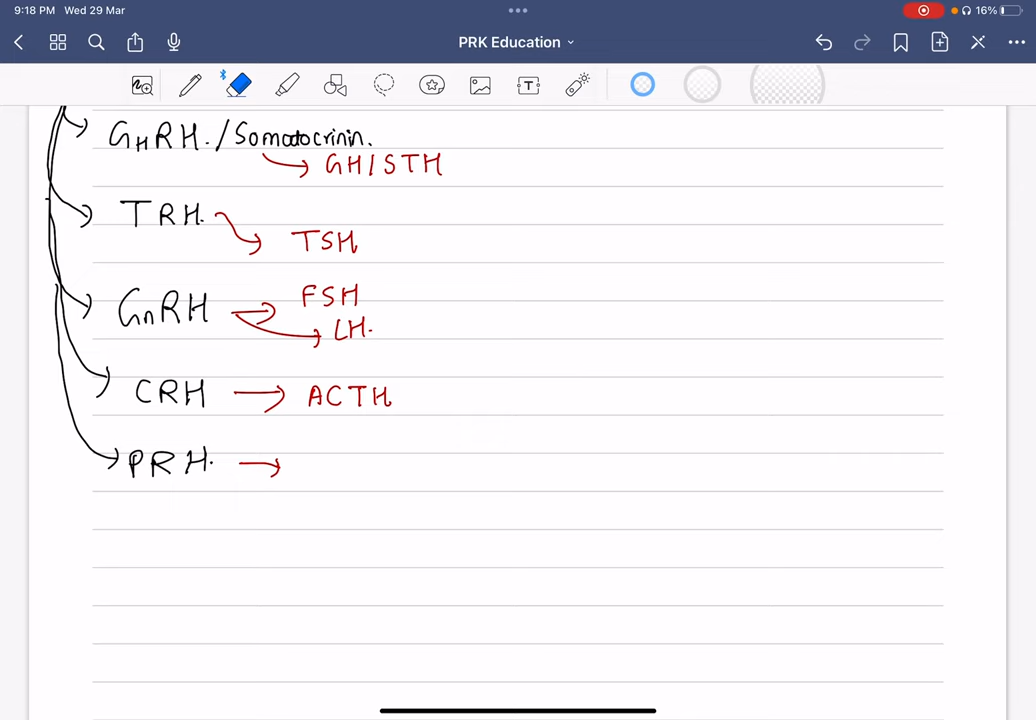 9:18 PM Wed 29 Mar
16%
PRK Education
T
GHRH./Somatocrinin.
GH/STH
TRH.
TSH
GnRH
FSH
LH.
CRH
ACTH
PRH.